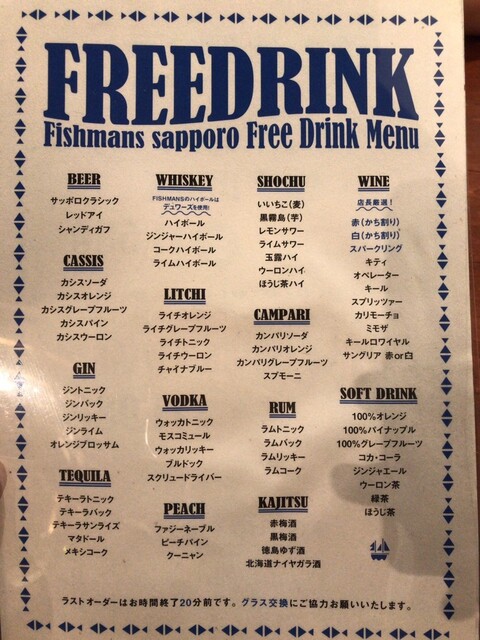 FREEDRINK
Fishmans sapporo Free Drink Menu
BEER
サッポロクラシック
レッドアイ
シャンディガフ
CASSIS
カシスソーダ
カシスオレンジ
カシスグレープフルーツ
カシスパイン
カシスウーロン
GIN
ジントニック
ジンバック
ジンリッキー
ジンライム
オレンジブロッサム
TEQUILA
テキーラトニック
テキーラバック
テキーラサンライズ
マタドール
メキシコーク
WHISKEY
FISHMANSのハイボールは
デュワーズを使用!
ハイボール
ジンジャーハイボール
コークハイボール
ライムハイボール
LITCHI
ライチオレンジ
ライチグレープフルーツ
ライチトニック
ライチウーロン
チャイナブルー
VODKA
ウォッカトニック
モスコミュール
ウォッカリッキー
ブルドック
スクリュードライバー
PEACH
ファジーネーブル
ピーチパイン
クーニャン
SHOCHU
いいちこ(麦)
黒霧島(芋)
レモンサワー
ライムサワー
玉露ハイ
ウーロンハイ
ほうじ茶ハイ
CAMPARI
カンパリソーダ
カンパリオレンジ
カンパリグレープフルーツ
スプモーニ
RUM
ラムトニック
ラムバック
ラムリッキー
ラムコーク
KAJITSU
赤梅酒
黒梅酒
徳島ゆず酒
北海道ナイヤガラ酒
WINE
店長厳選!
赤(かち割り)
白(かち割り)
スパークリング
キティ
オペレーター
キール
スプリッツァー
カリモーチョ
ミモザ
キールロワイヤル
サングリア 赤or白
SOFT DRINK
100%オレンジ
100%パイナップル
100%グレープフルーツ
コカ・コーラ
ジンジャエール
ウーロン茶
緑茶
ほうじ茶
ラストオーダーはお時間終了20分前です。グラス交換にご協力お願いいたします。